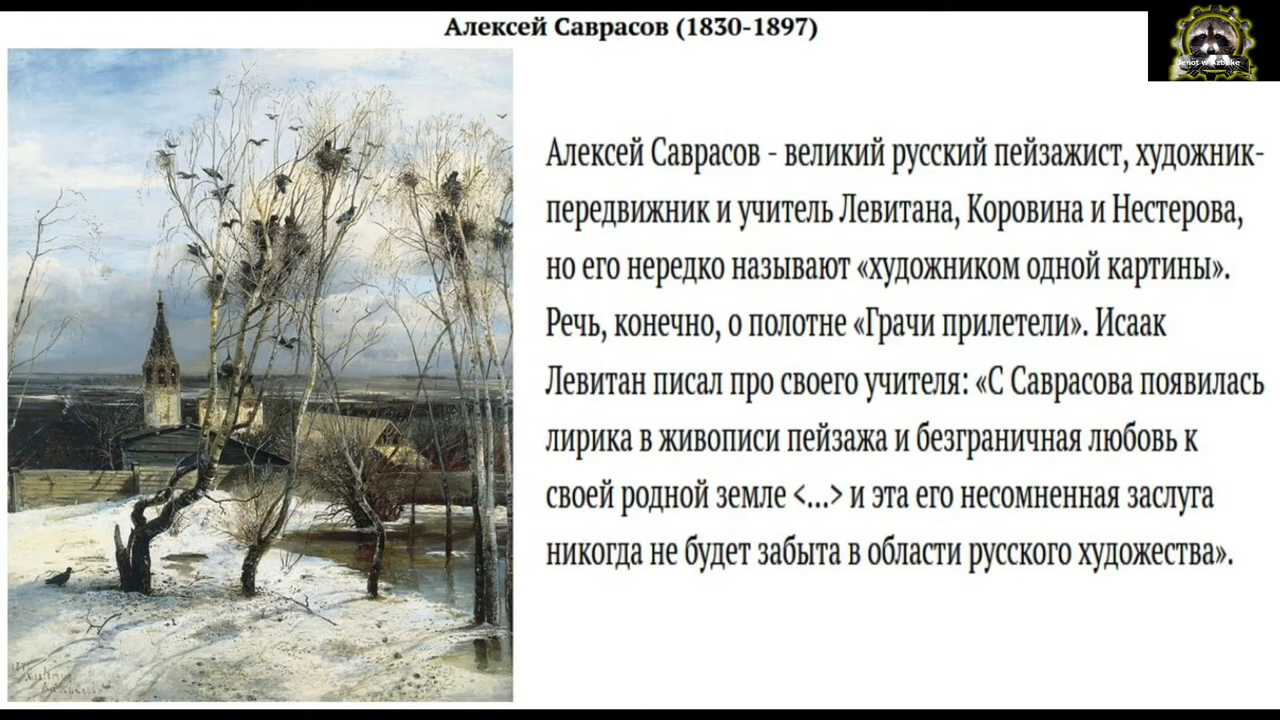 Алексей Саврасов (1830-1897)
Jenot w Azbuke
Алексей Саврасов - великий русский пейзажист, художник-
передвижник и учитель Левитана, Коровина и Нестерова,
но его нередко называют «художником одной картины».
Речь, конечно, о полотне «Грачи прилетели». Исаак
Левитан писал про своего учителя: «С Саврасова появилась
лирика в живописи пейзажа и безграничная любовь к
своей родной земле <...> и эта его несомненная заслуга
никогда не будет забыта в области русского художества».